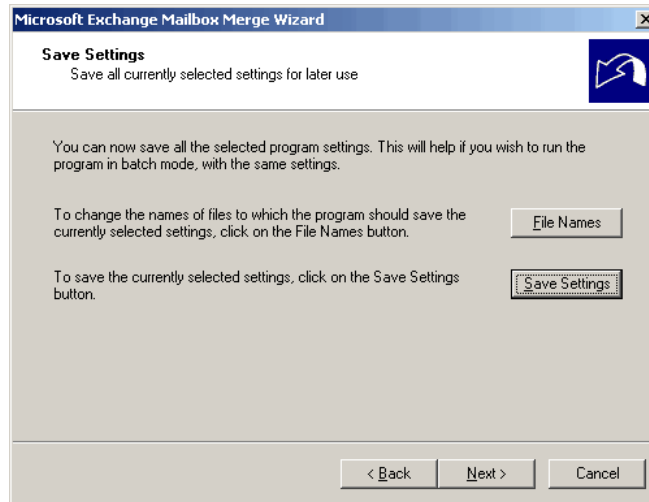 Microsoft Exchange Mailbox Merge Wizard
Save Settings
Save all currently selected settings for later use
You can now save all the selected program settings. This will help if you wish to run the
program in batch mode, with the same settings.
To change the names of files to which the program should save the
currently selected settings, click on the File Names button.
File Names
To save the currently selected settings, click on the Save Settings
button.
Save Settings
< Back
Next >
Cancel